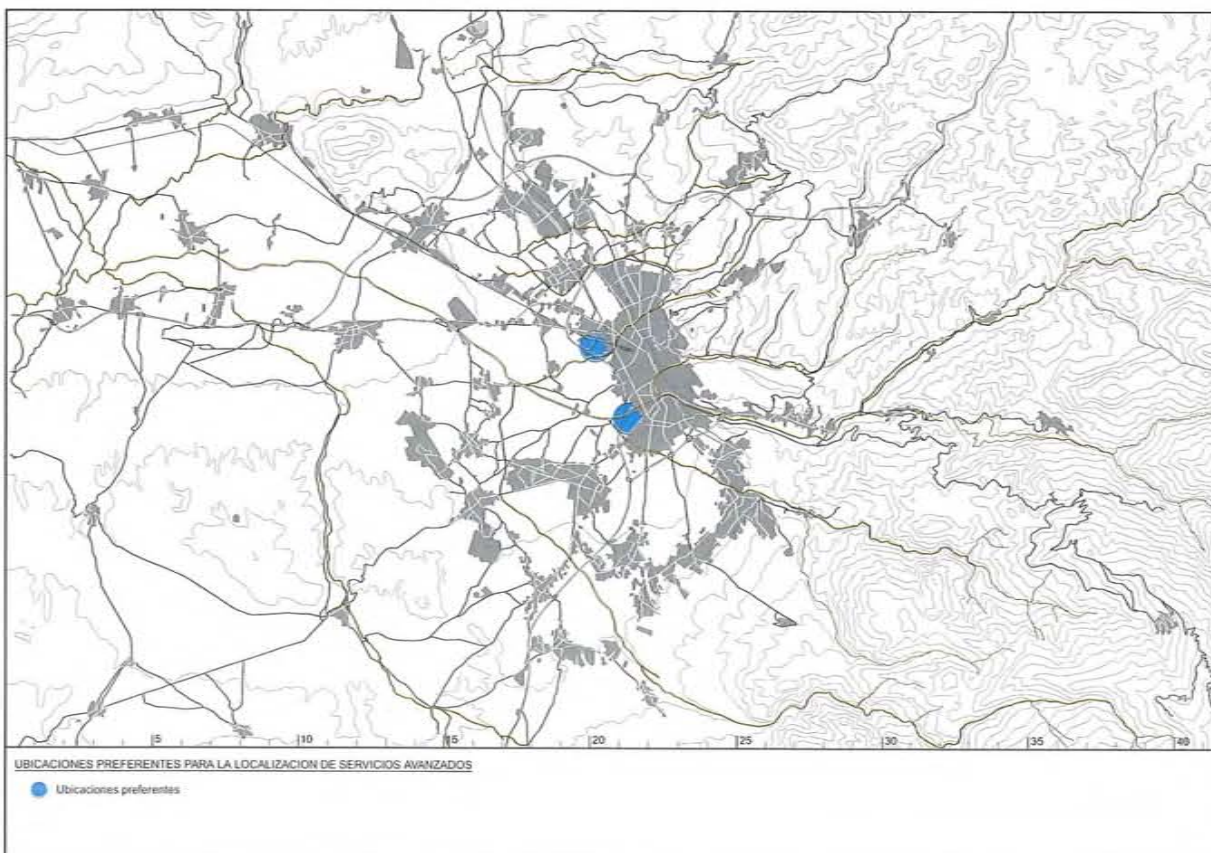 5 10 15 20 25 30 35 40
UBICACIONES PREFERENTES PARA LA LOCALIZACION DE SERVICIOS AVANZADOS
Ubicaciones preferentes